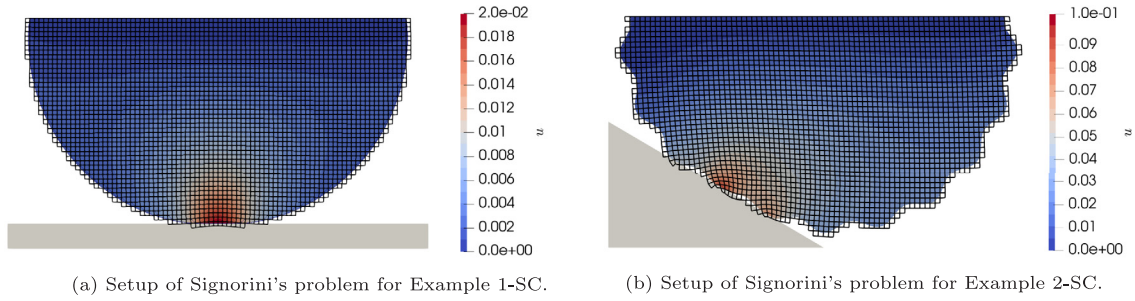 2.0e-02
0.018
0.016
0.014
0.012
0.01
0.008
0.006
0.004
0.002
0.0e+00
u
(a) Setup of Signorini's problem for Example 1-SC.
1.0e-01
0.09
0.08
0.07
0.06
0.05
0.04
0.03
0.02
0.01
0.0e+00
u
(b) Setup of Signorini's problem for Example 2-SC.